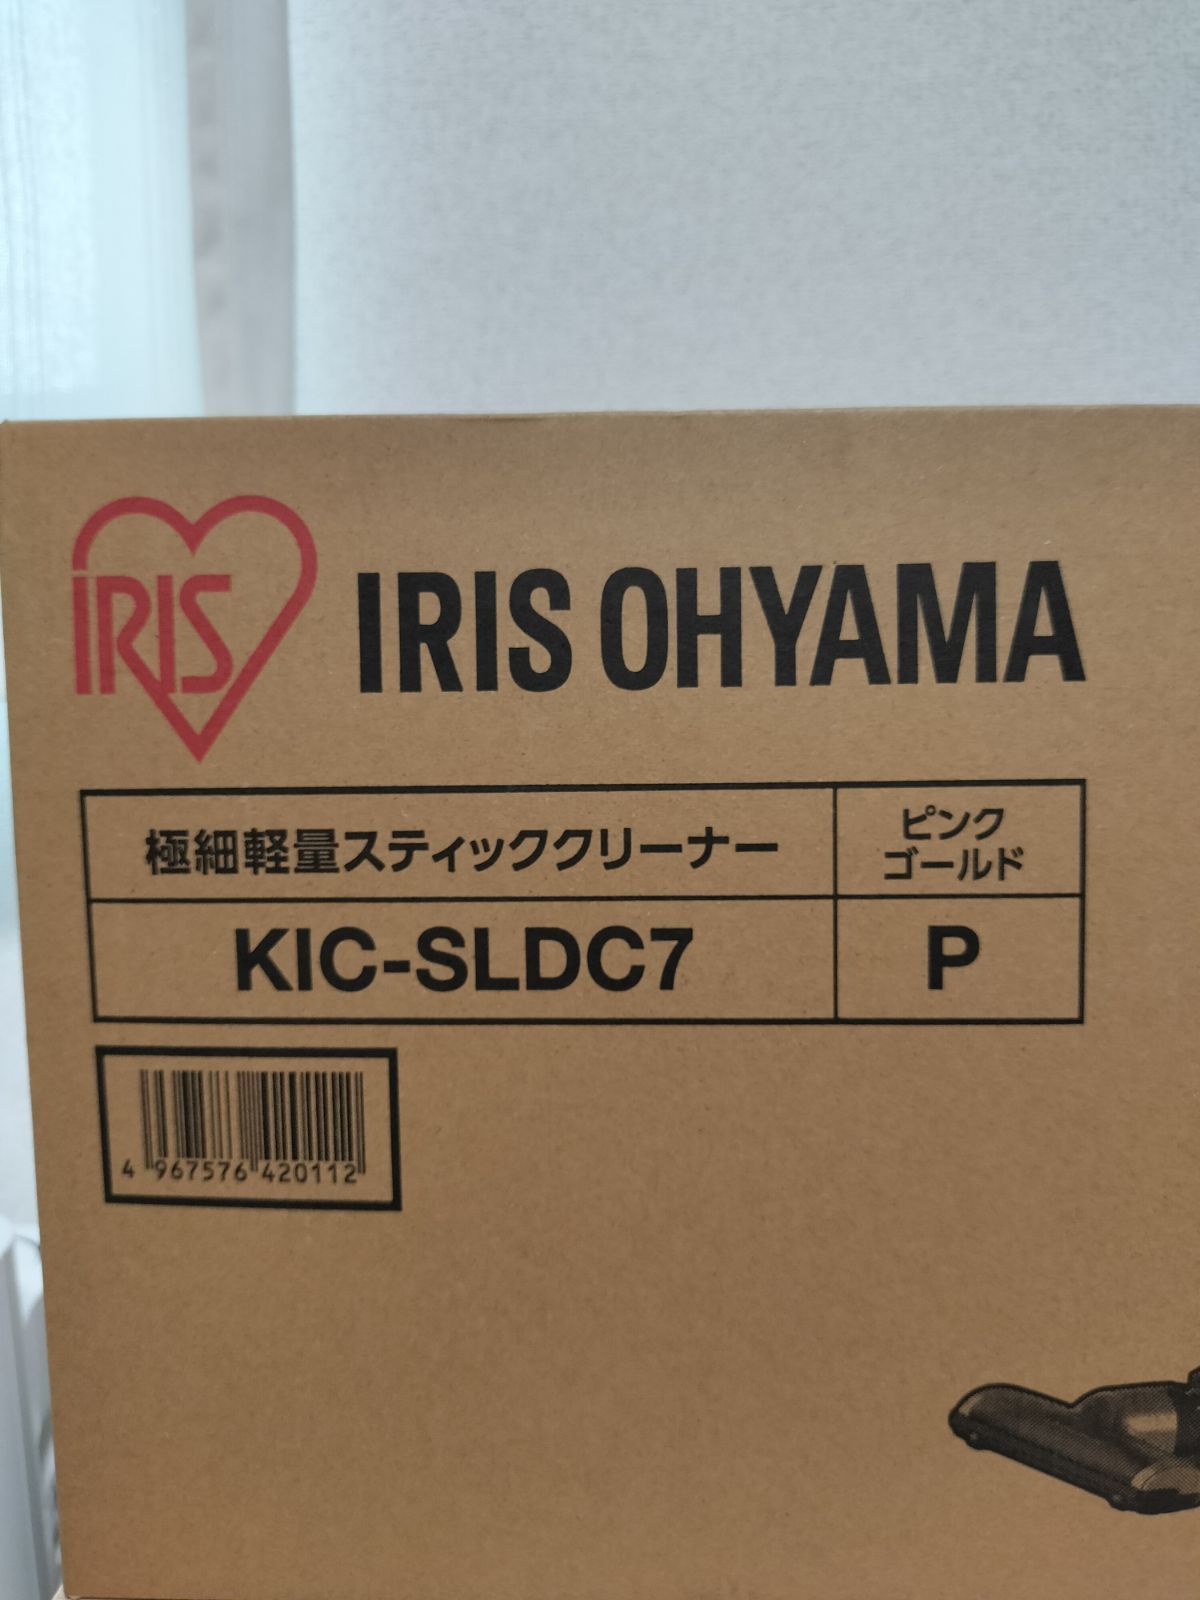 IRIS
IRIS OHYAMA
極細軽量スティッククリーナー
ピンク
ゴールド
KIC-SLDC7
P
4 967576 420112